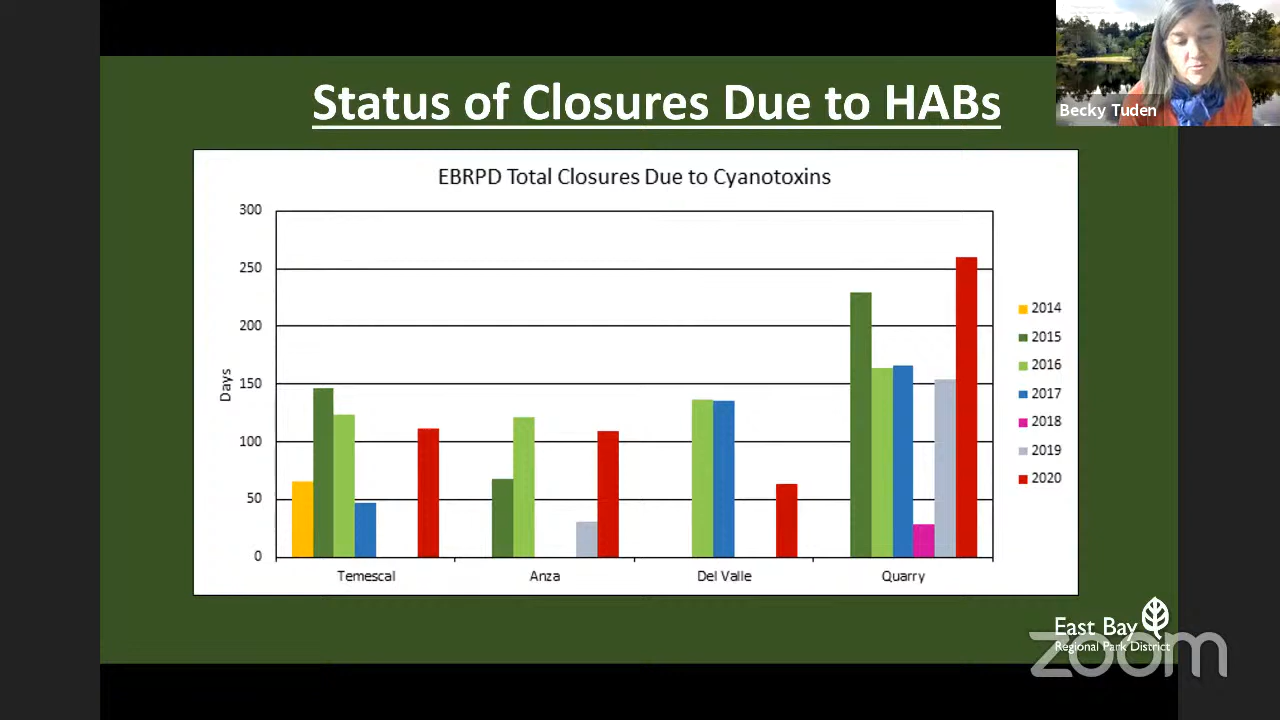 Status of Closures Due to HABs
Becky Tuden
EBRPD Total Closures Due to Cyanotoxins
300
250
200
150
100
50
0
Days
Temescal
Anza
Del Valle
Quarry
2014
2015
2016
2017
2018
2019
2020
East Bay
Regional Park District
zoom